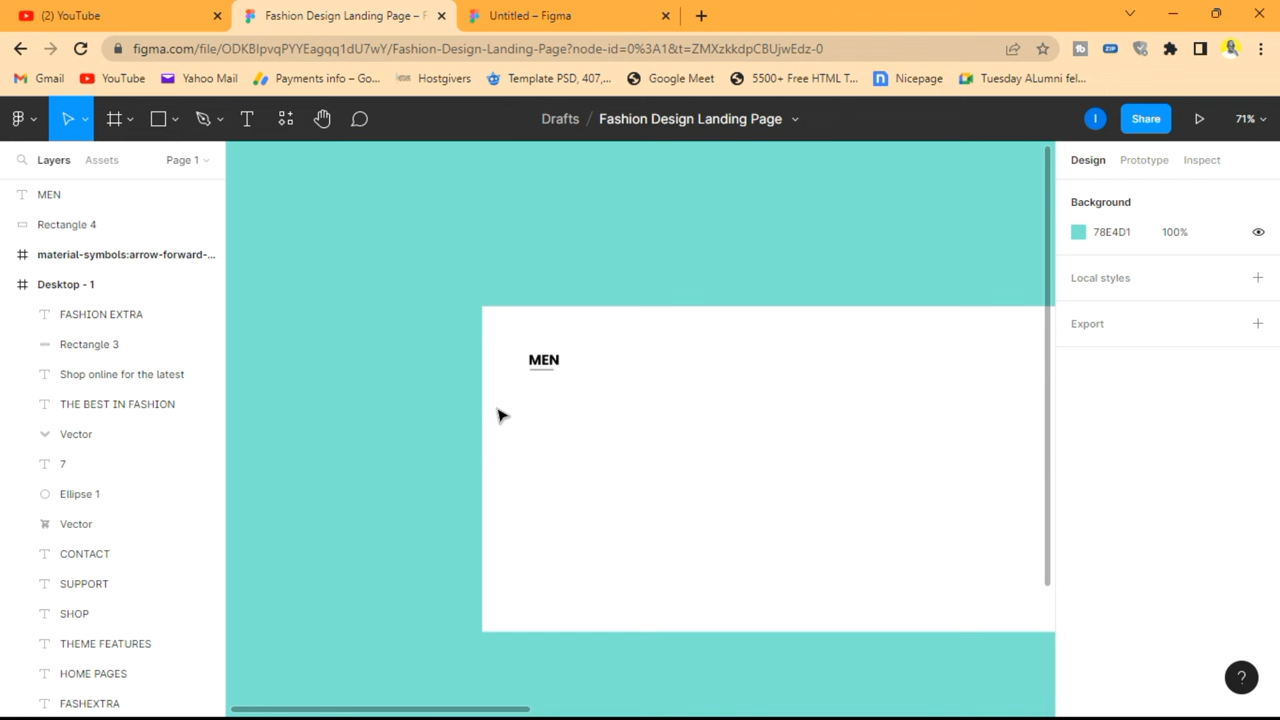 (2) YouTube
Fashion Design Landing Page – F
Untitled – Figma
figma.com/file/ODKBlpvqPYYEagqq1dU7wY/Fashion-Design-Landing-Page?node-id=0%3A1&t=ZMXzkkdpCBUjwEdz-0
Gmail
YouTube
Yahoo Mail
Payments info – Go...
Hostgivers
Template PSD, 407,...
Google Meet
5500+ Free HTML T...
Nicepage
Tuesday ALumni fel...
Drafts / Fashion Design Landing Page
I
Share
71%
Layers
Assets
Page 1
Design
Prototype
Inspect
MEN
Rectangle 4
material-symbols:arrow-forward-...
Desktop - 1
FASHION EXTRA
Rectangle 3
Shop online for the latest
THE BEST IN FASHION
Vector
7
Ellipse 1
Vector
CONTACT
SUPPORT
SHOP
THEME FEATURES
HOME PAGES
FASHEXTRA
MEN
Background
78E4D1 100%
Local styles
Export
?